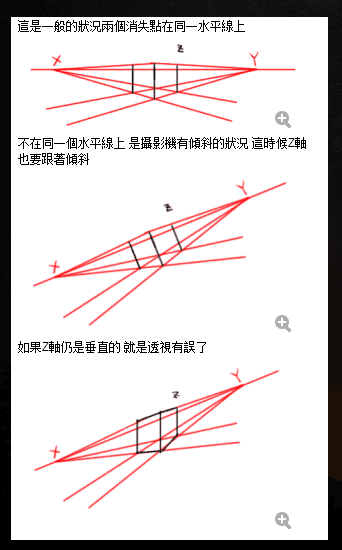 這是一般的狀況兩個消失點在同一水平線上
Z
X
Y
不在同一個水平線上 是攝影機有傾斜的狀況 這時候Z軸
也要跟著傾斜
Y
Z
X
如果Z軸仍是垂直的 就是透視有誤了
Y
Z
X